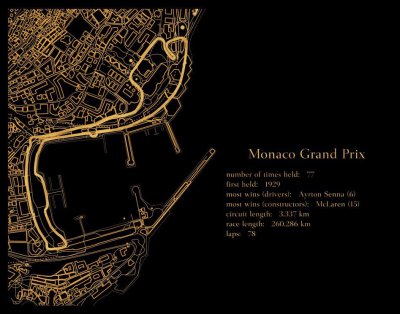 Monaco Grand Prix
number of times held: 77
first held: 1929
most wins (drivers): Ayrton Senna (6)
most wins (constructors): McLaren (15)
circuit length: 3.337 km
race length: 260.286 km
laps: 78